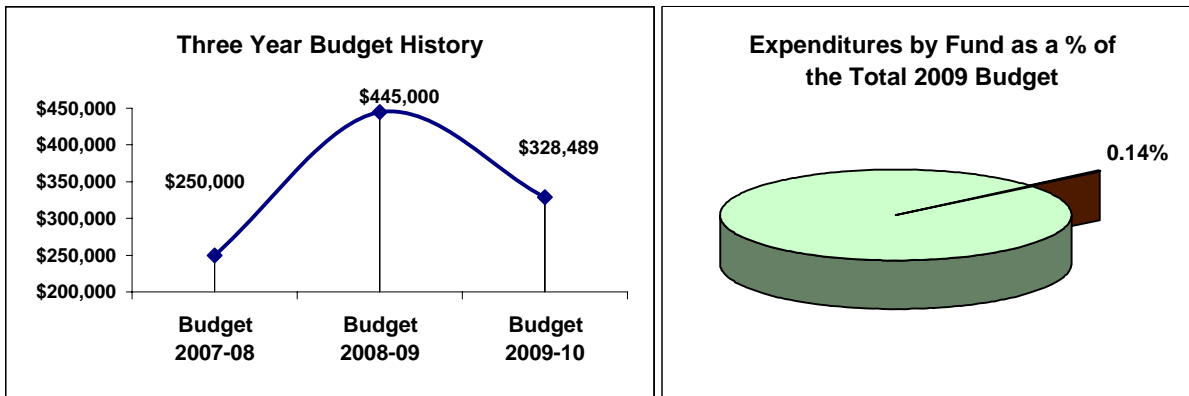 Three Year Budget History
$445,000
$450,000
$400,000
$350,000
$300,000
$250,000
$200,000
$250,000
$328,489
Budget
2007-08
Budget
2008-09
Budget
2009-10
Expenditures by Fund as a % of
the Total 2009 Budget
0.14%